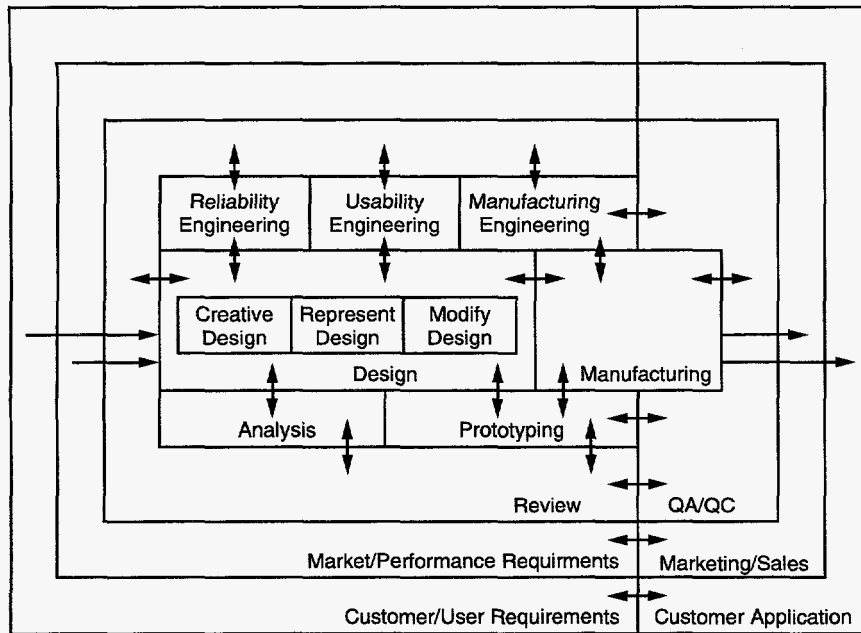 Reliability
Engineering
Usability
Engineering
Manufacturing
Engineering
Creative
Design
Represent
Design
Modify
Design
Design
Manufacturing
Analysis
Prototyping
Review
QA/QC
Market/Performance Requirments
Marketing/Sales
Customer/User Requirements
Customer Application